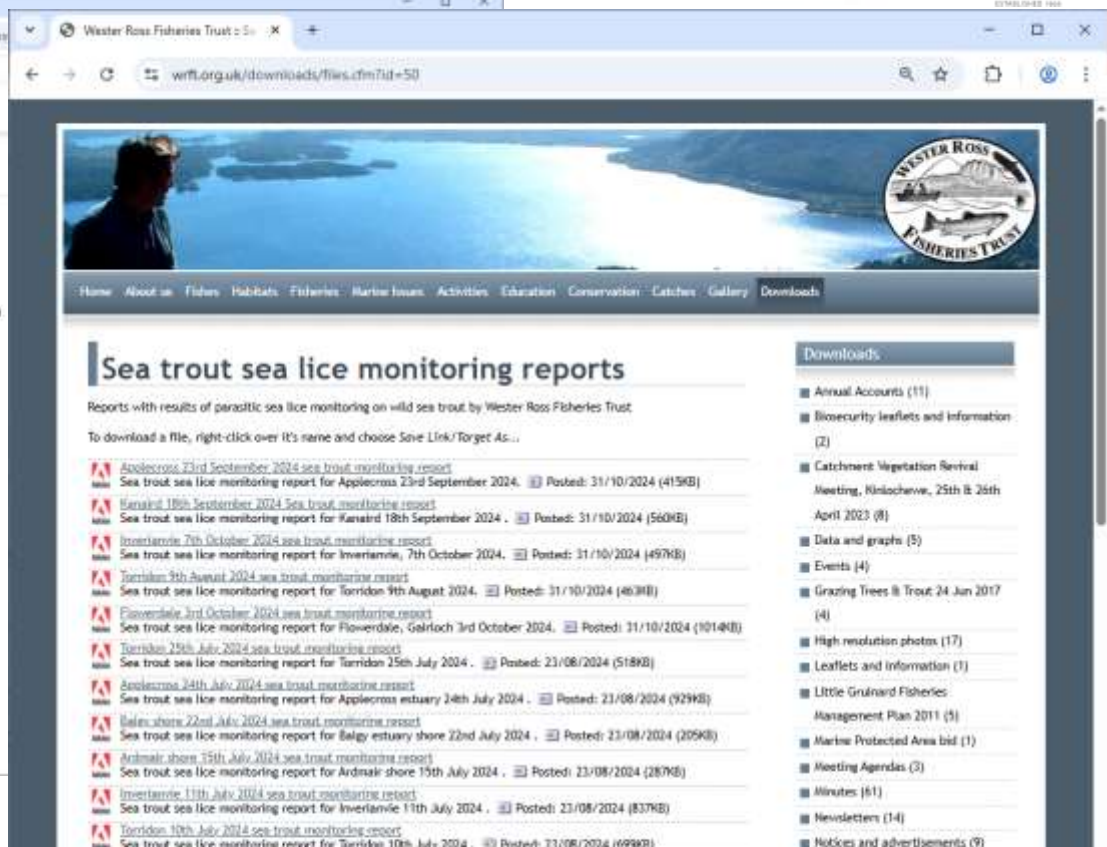 ESTABLISHED
Wester Ross Fisheries Trust :: Se
wrft.org.uk/downloads/files.cfm?id=50
WESTER ROSS
FISHERIES TRUST
Home About us Fishes Habitats Fisheries Marine Issues Activities Education Conservation Catches Gallery Downloads
Sea trout sea lice monitoring reports
Reports with results of parasitic sea lice monitoring on wild sea trout by Wester Ross Fisheries Trust
To download a file, right-click over it's name and choose Save Link/Target As...
Applecross 23rd September 2024 sea trout monitoring report
Sea trout sea lice monitoring report for Applecross 23rd September 2024. Posted: 31/10/2024 (415KB)
Kanaird 18th September 2024 Sea trout monitoring report
Sea trout sea lice monitoring report for Kanaird 18th September 2024 . Posted: 31/10/2024 (560KB)
Inverianvie 7th October 2024 sea trout monitoring report
Sea trout sea lice monitoring report for Inverianvie, 7th October 2024. Posted: 31/10/2024 (497KB)
Torridon 9th August 2024 sea trout monitoring report
Sea trout sea lice monitoring report for Torridon 9th August 2024. Posted: 31/10/2024 (463KB)
Flowerdale 3rd October 2024 sea trout monitoring report
Sea trout sea lice monitoring report for Flowerdale, Gairloch 3rd October 2024. Posted: 31/10/2024 (1014KB)
Torridon 25th July 2024 sea trout monitoring report
Sea trout sea lice monitoring report for Torridon 25th July 2024 . Posted: 23/08/2024 (518KB)
Applecross 24th July 2024 sea trout monitoring report
Sea trout sea lice monitoring report for Applecross estuary 24th July 2024 . Posted: 23/08/2024 (929KB)
Balgy shore 22nd July 2024 sea trout monitoring report
Sea trout sea lice monitoring report for Balgy estuary shore 22nd July 2024 . Posted: 23/08/2024 (205KB)
Ardmair shore 15th July 2024 sea trout monitoring report
Sea trout sea lice monitoring report for Ardmair shore 15th July 2024 . Posted: 23/08/2024 (287KB)
Inverianvie 11th July 2024 sea trout monitoring report
Sea trout sea lice monitoring report for Inverianvie 11th July 2024 . Posted: 23/08/2024 (837KB)
Torridon 10th July 2024 sea trout monitoring report
Sea trout sea lice monitoring report for Torridon 10th July 2024 . Posted: 23/08/2024 (699KB)
Downloads
Annual Accounts (11)
Biosecurity leaflets and information
(2)
Catchment Vegetation Revival
Meeting, Kinlochewe, 25th & 26th
April 2023 (8)
Data and graphs (5)
Events (4)
Grazing Trees & Trout 24 Jun 2017
(4)
High resolution photos (17)
Leaflets and information (1)
Little Gruinard Fisheries
Management Plan 2011 (5)
Marine Protected Area bid (1)
Meeting Agendas (3)
Minutes (61)
Newsletters (14)
Notices and advertisements (9)